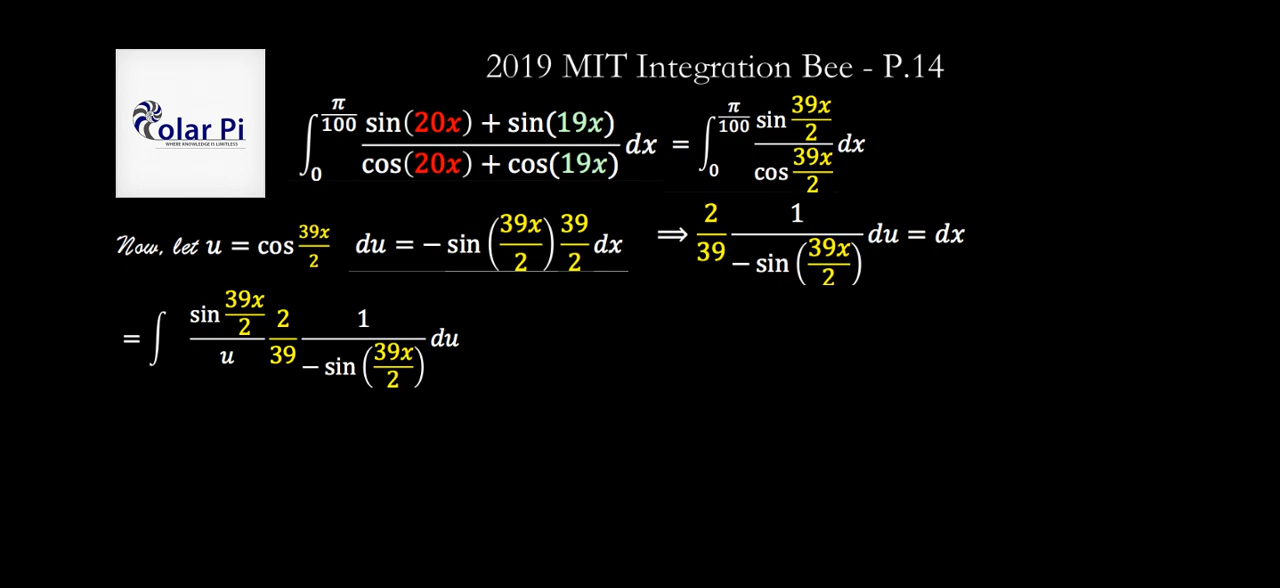 2019 MIT Integration Bee - P.14
olar Pi
WHERE KNOWLEDGE IS LIMITLESS
∫₀^(π/100) (sin(20x) + sin(19x))/(cos(20x) + cos(19x)) dx = ∫₀^(π/100) (sin 39x/2)/(cos 39x/2) dx
Now, let u = cos 39x/2 du = − sin (39x/2) 39/2 dx ⟹ 2/39 1/(− sin (39x/2)) du = dx
= ∫ (sin 39x/2)/u 2/39 1/(− sin (39x/2)) du